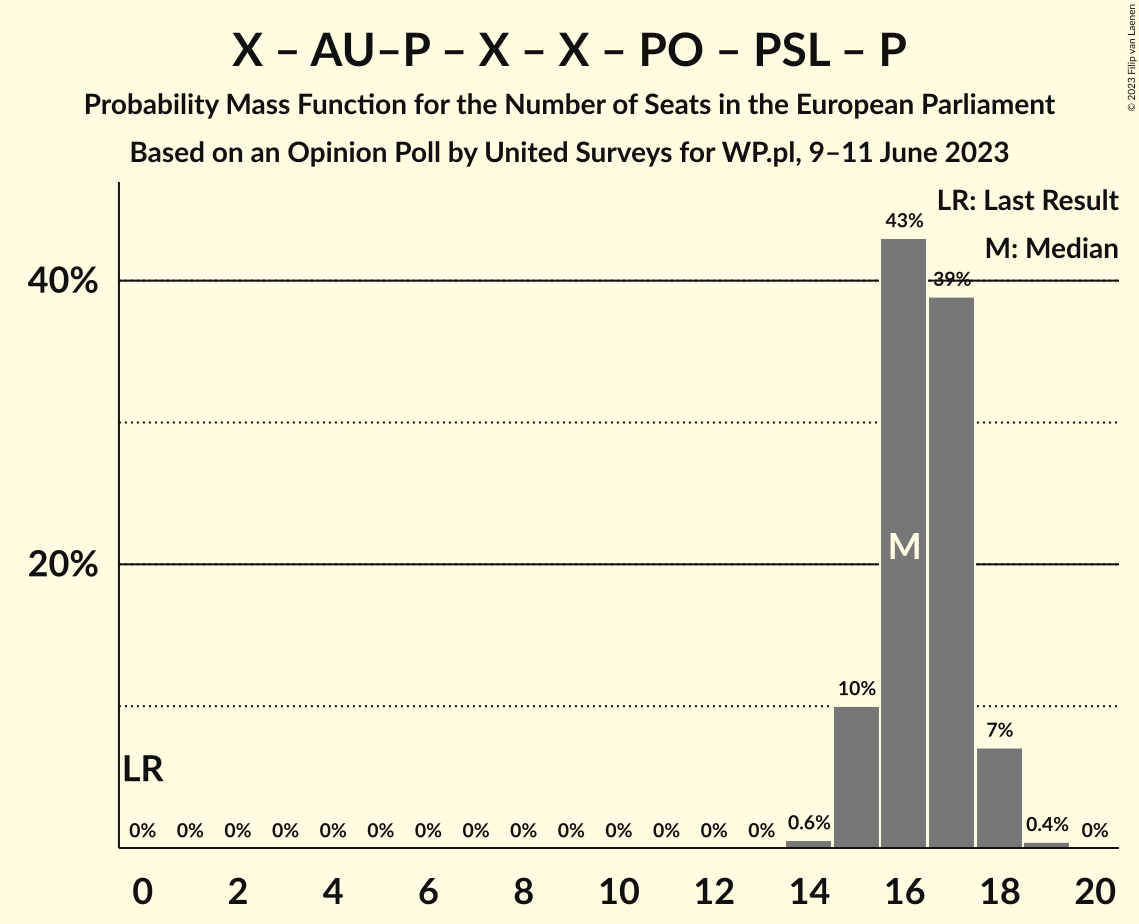 X – AU–P – X – X – PO – PSL – P
Probability Mass Function for the Number of Seats in the European Parliament
Based on an Opinion Poll by United Surveys for WP.pl, 9–11 June 2023
© 2023 Filip van Laenen
LR: Last Result
M: Median
43%
39%
40%
20%
M
10%
7%
LR
0% 0% 0% 0% 0% 0% 0% 0% 0% 0% 0% 0% 0% 0% 0.6% 0.4% 0%
0 2 4 6 8 10 12 14 16 18 20